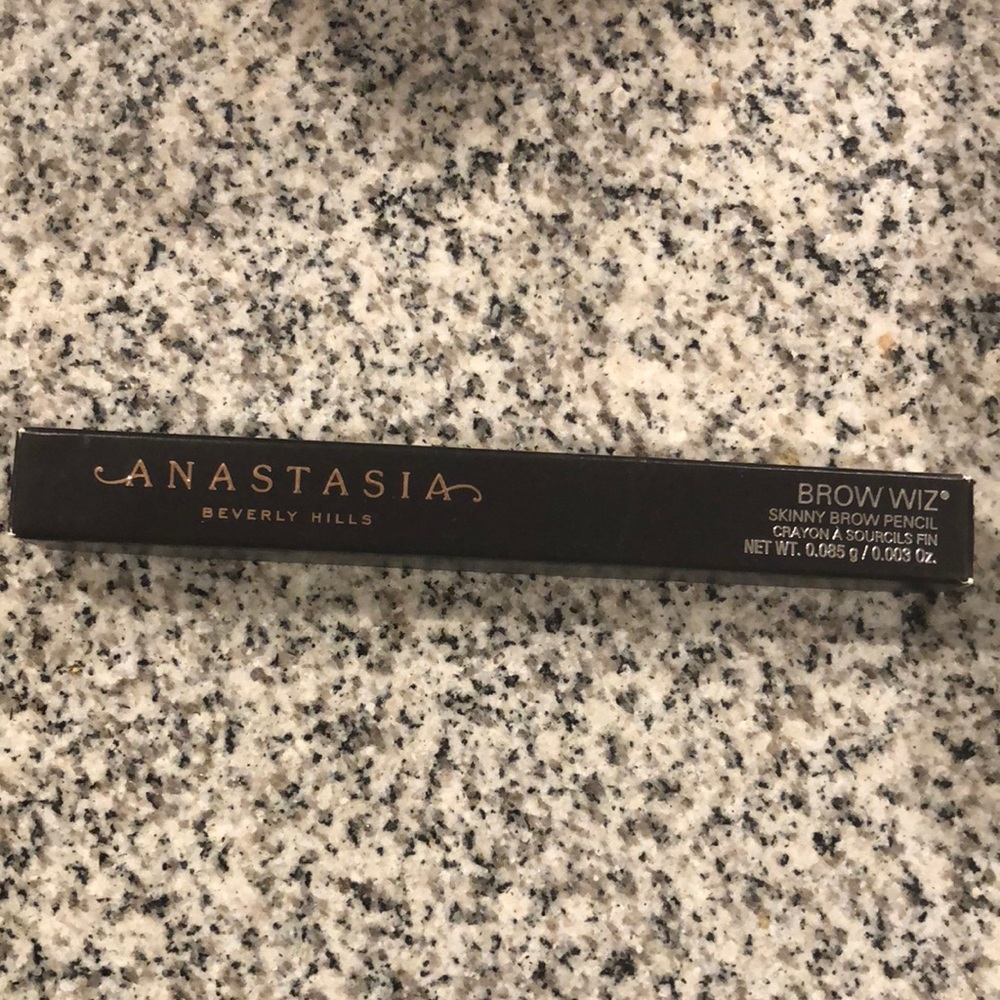 ANASTASIA
BEVERLY HILLS
BROW WIZ®
SKINNY BROW PENCIL
CRAYON À SOURCILS FIN
NET WT. 0.085 g / 0.003 Oz.